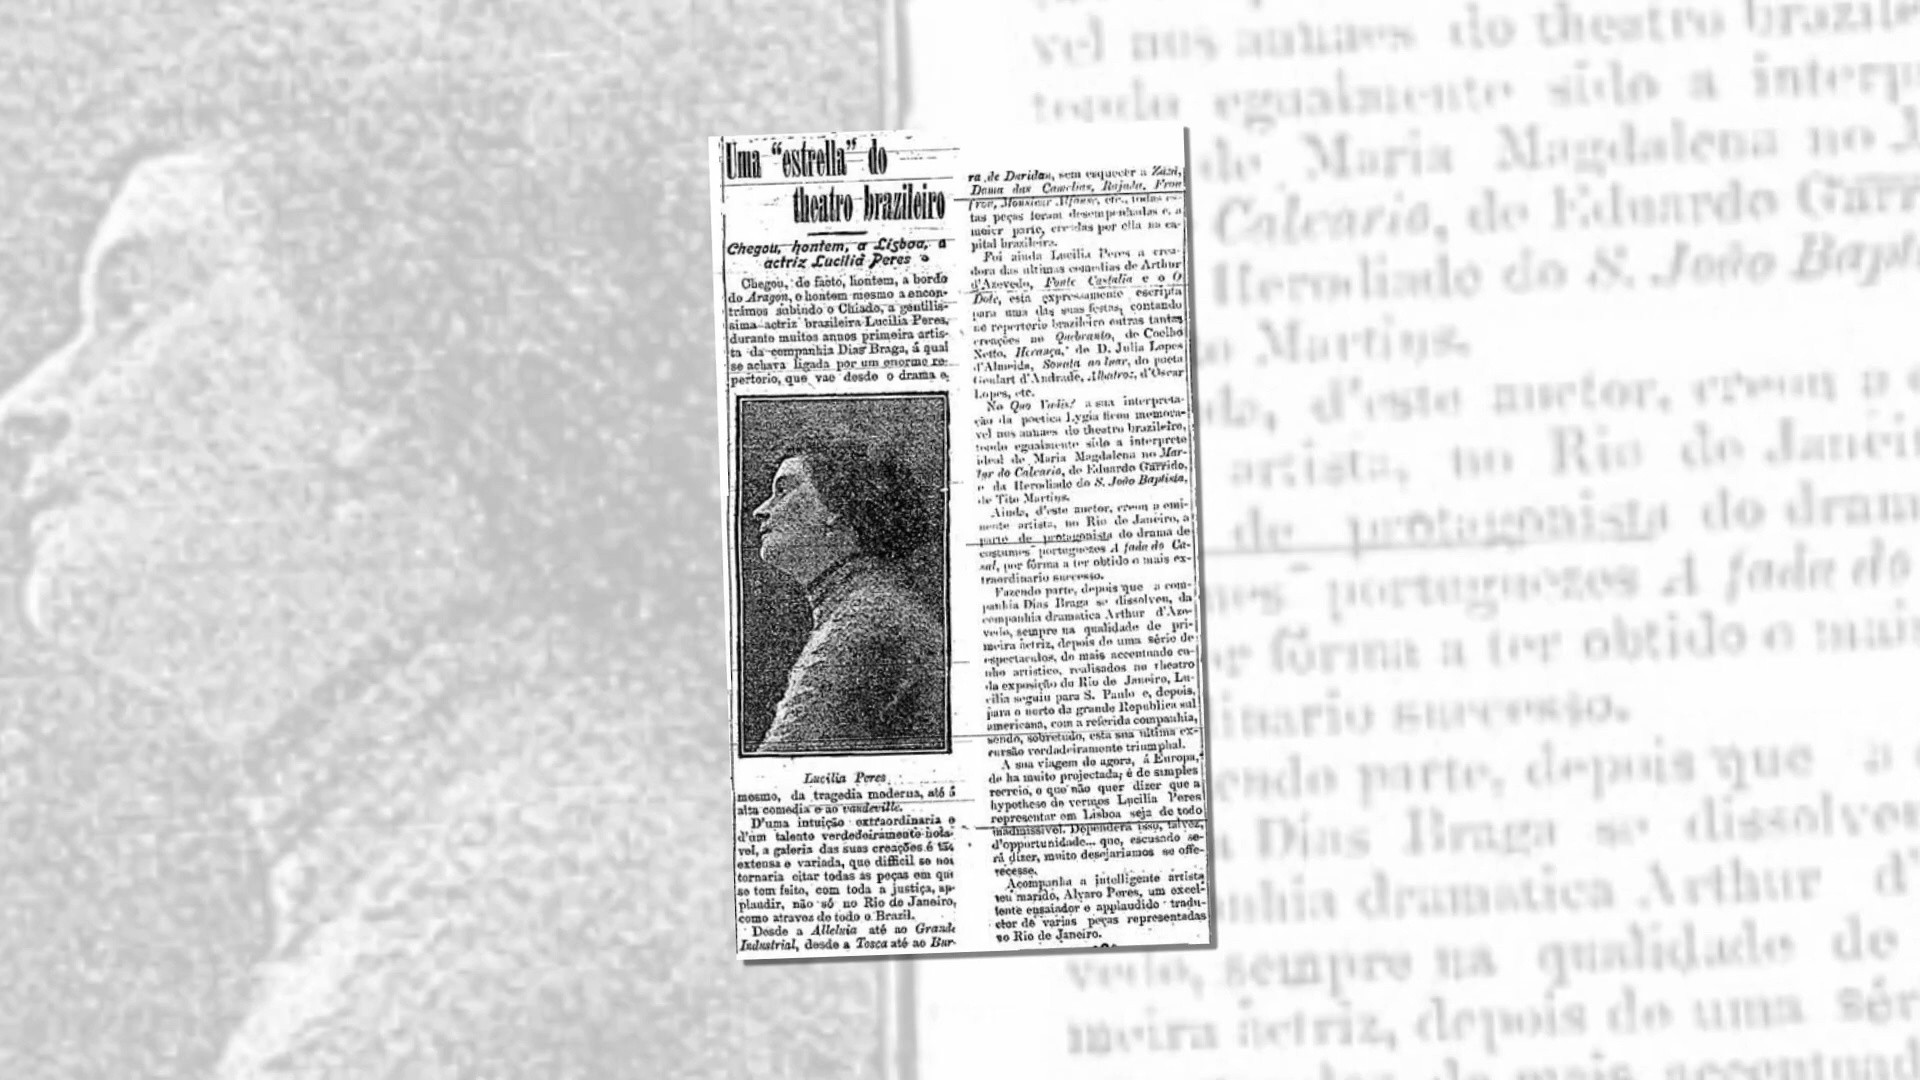 Uma "estrella" do
theatro brazileiro
Chegou, hontem, a Lisboa, a
actriz Lucilia Peres
Chegou, de facto, hontem, a bordo
do Aragon, e hontem mesmo a encon-
trámos subindo o Chiado, a gentilis-
sima actriz brazileira Lucilia Peres,
durante muitos annos primeira artis-
ta da companhia Dias Braga, á qual
se achava ligada por um enorme re-
pertorio, que vae desde o drama e,
Lucilia Peres
mesmo, da tragedia moderna, até á
alta comedia e ao vaudeville.
D'uma intuição extraordinaria e
d'um talento verdedeiramente nota-
vel, a galeria das suas creações é tão
extensa e variada, que difficil se nos
tornaria citar todas as peças em que
se tem feito, com toda a justiça, ap-
plaudir, não só no Rio de Janeiro,
como atravez de todo o Brazil.
Desde a Alleluia até ao Grande
Industrial, desde a Tosca até ao Bur-
ra de Daridan, sem esquecer a Zázá,
Dama das Camelias, Rajada, Frou
frou, Monsieur Alfonse, etc., todas es-
tas peças foram desempenhadas e, a
maior parte, creadas por ella na ca-
pital brazileira.
Foi ainda Lucilia Peres a crea-
dora das ultimas comedias de Arthur
d'Azevedo, Fonte Castalia e o O
Dote, esta expressamente escripta
para uma das suas festas, contando
no repertorio brazileiro outras tantas
creações no Quebranto, de Coelho
Netto, Herança, de D. Julia Lopes
d'Almeida, Sonata ao luar, do poeta
Goulart d'Andrade, Albatroz, d'Oscar
Lopes, etc.
No Quo Vadis? a sua interpreta-
ção da poetica Lygia ficou memora-
vel nos annaes do theatro brazileiro,
tendo egualmente sido a interprete
ideal de Maria Magdalena no Mar-
tyr do Calvario, de Eduardo Garrido,
e da Herodiade do S. João Baptista,
de Tito Martins.
Ainda, d'este auctor, creou a emi-
nente artista, no Rio de Janeiro, a
parte de protagonista do drama de
costumes portuguezes A fada do Ca-
sal, por fórma a ter obtido o mais ex-
traordinario successo.
Fazendo parte, depois que a com-
panhia Dias Braga se dissolveu, da
companhia dramatica Arthur d'Aze-
vedo, sempre na qualidade de pri-
meira actriz, depois de uma série de
espectaculos, do mais accentuado cu-
nho artistico, realisados no theatro
da exposição do Rio de Janeiro, Lu-
cilia seguiu para S. Paulo e, depois,
para o norte da grande Republica sul
americana, com a referida companhia,
sendo, sobretudo, esta sua ultima ex-
cursão verdadeiramente triumphal.
A sua viagem de agora, á Europa,
de ha muito projectada, é de simples
recreio, o que não quer dizer que a
hypothese de vermos Lucilia Peres
representar em Lisboa seja de todo
inadmissivel. Dependerá isso, talvez,
d'opportunidade... que, escusado se-
rá dizer, muito desejariamos se offe-
recesse.
Acompanha a intelligente artista
seu marido, Alvaro Peres, um excel-
lente ensaiador e applaudido tradu-
ctor de varias peças representadas
no Rio de Janeiro.